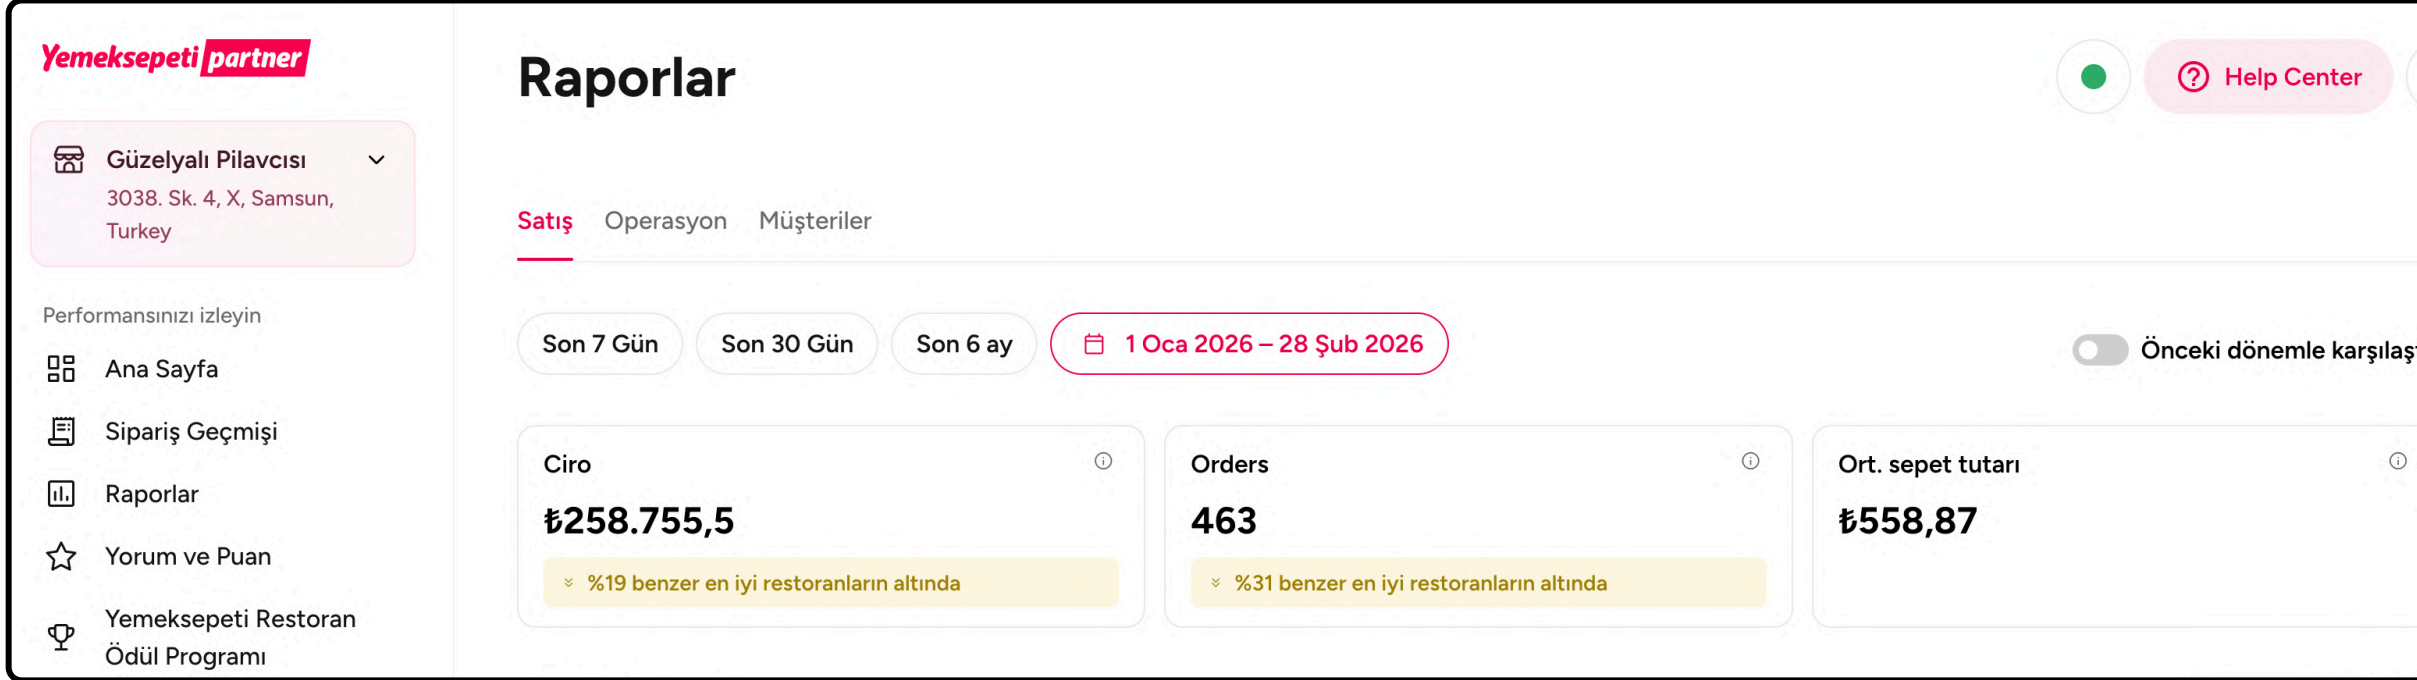 Yemeksepeti partner
Güzelyalı Pilavcısı
3038. Sk. 4, X, Samsun,
Turkey
Performansınızı izleyin
Ana Sayfa
Sipariş Geçmişi
Raporlar
Yorum ve Puan
Yemeksepeti Restoran
Ödül Programı
Raporlar
Help Center
Satış Operasyon Müşteriler
Son 7 Gün Son 30 Gün Son 6 ay 1 Oca 2026 – 28 Şub 2026
Önceki dönemle karşılaşt
Ciro
₺258.755,5
%19 benzer en iyi restoranların altında
Orders
463
%31 benzer en iyi restoranların altında
Ort. sepet tutarı
₺558,87